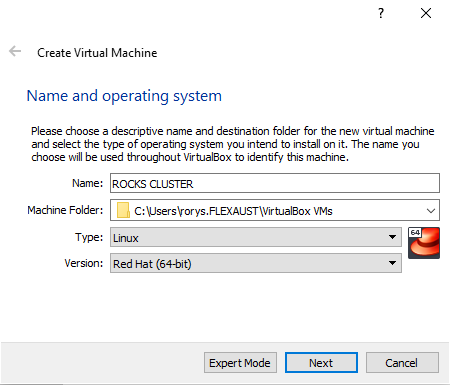 ?
Create Virtual Machine
Name and operating system
Please choose a descriptive name and destination folder for the new virtual machine
and select the type of operating system you intend to install on it. The name you
choose will be used throughout VirtualBox to identify this machine.
Name: ROCKS CLUSTER
Machine Folder: C:\Users\rorys.FLEXAUST\VirtualBox VMs
Type: Linux
64
Version: Red Hat (64-bit)
Expert Mode Next Cancel